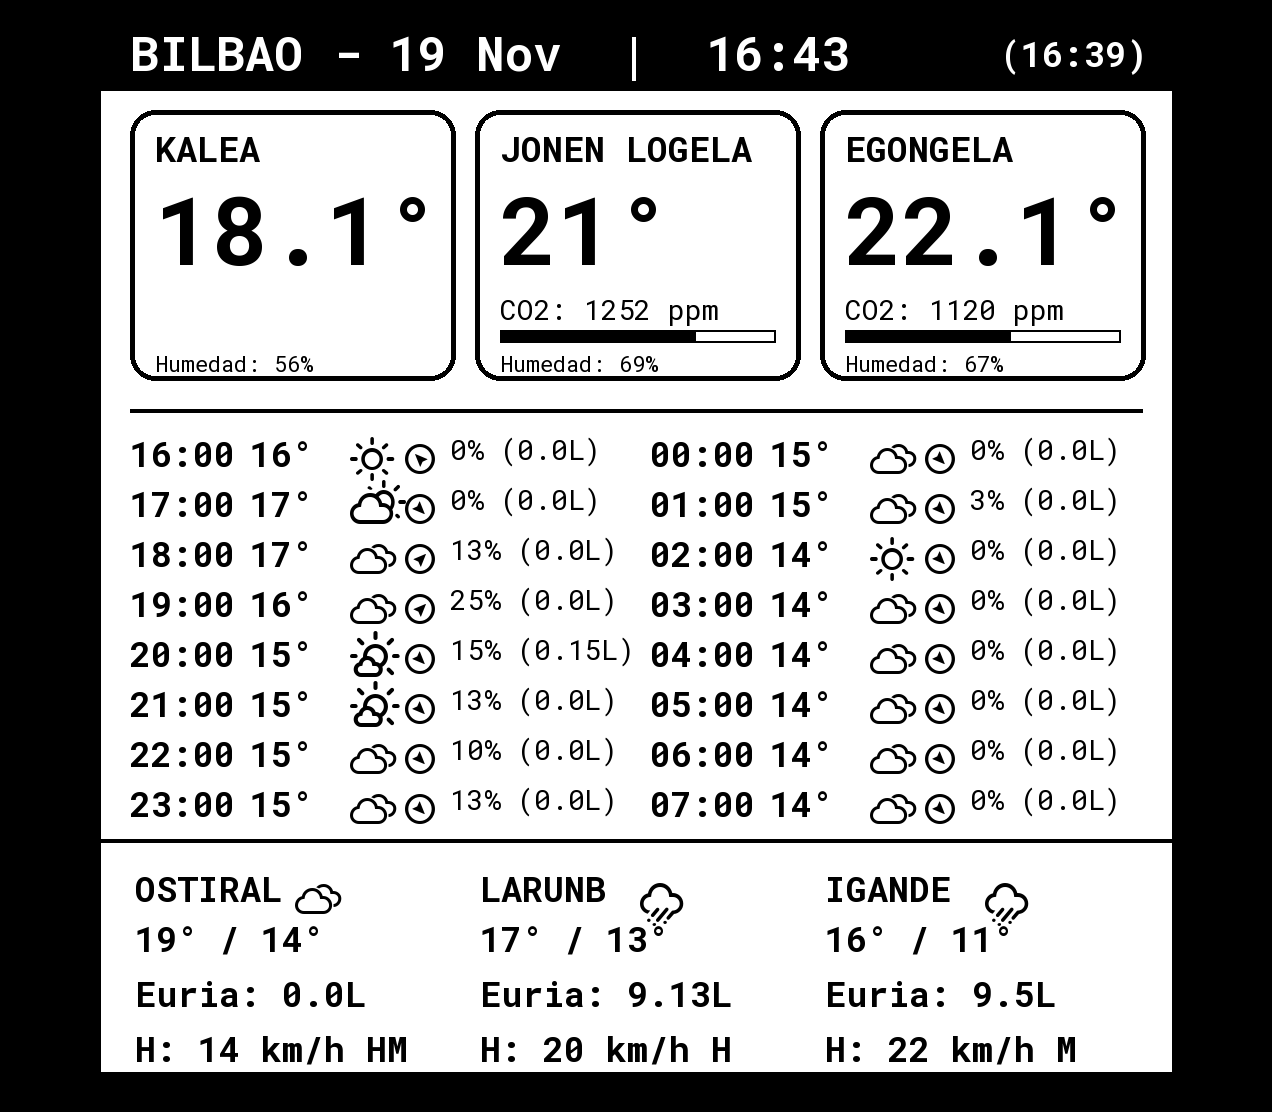 BILBAO - 19 Nov | 16:43 (16:39)
KALEA
18.1°
Humedad: 56%
JONEN LOGELA
21°
CO2: 1252 ppm
Humedad: 69%
EGONGELA
22.1°
CO2: 1120 ppm
Humedad: 67%
16:00 16° 0% (0.0L)
17:00 17° 0% (0.0L)
18:00 17° 13% (0.0L)
19:00 16° 25% (0.0L)
20:00 15° 15% (0.15L)
21:00 15° 13% (0.0L)
22:00 15° 10% (0.0L)
23:00 15° 13% (0.0L)
00:00 15° 0% (0.0L)
01:00 15° 3% (0.0L)
02:00 14° 0% (0.0L)
03:00 14° 0% (0.0L)
04:00 14° 0% (0.0L)
05:00 14° 0% (0.0L)
06:00 14° 0% (0.0L)
07:00 14° 0% (0.0L)
OSTIRAL
19° / 14°
Euria: 0.0L
H: 14 km/h HM
LARUNB
17° / 13°
Euria: 9.13L
H: 20 km/h H
IGANDE
16° / 11°
Euria: 9.5L
H: 22 km/h M